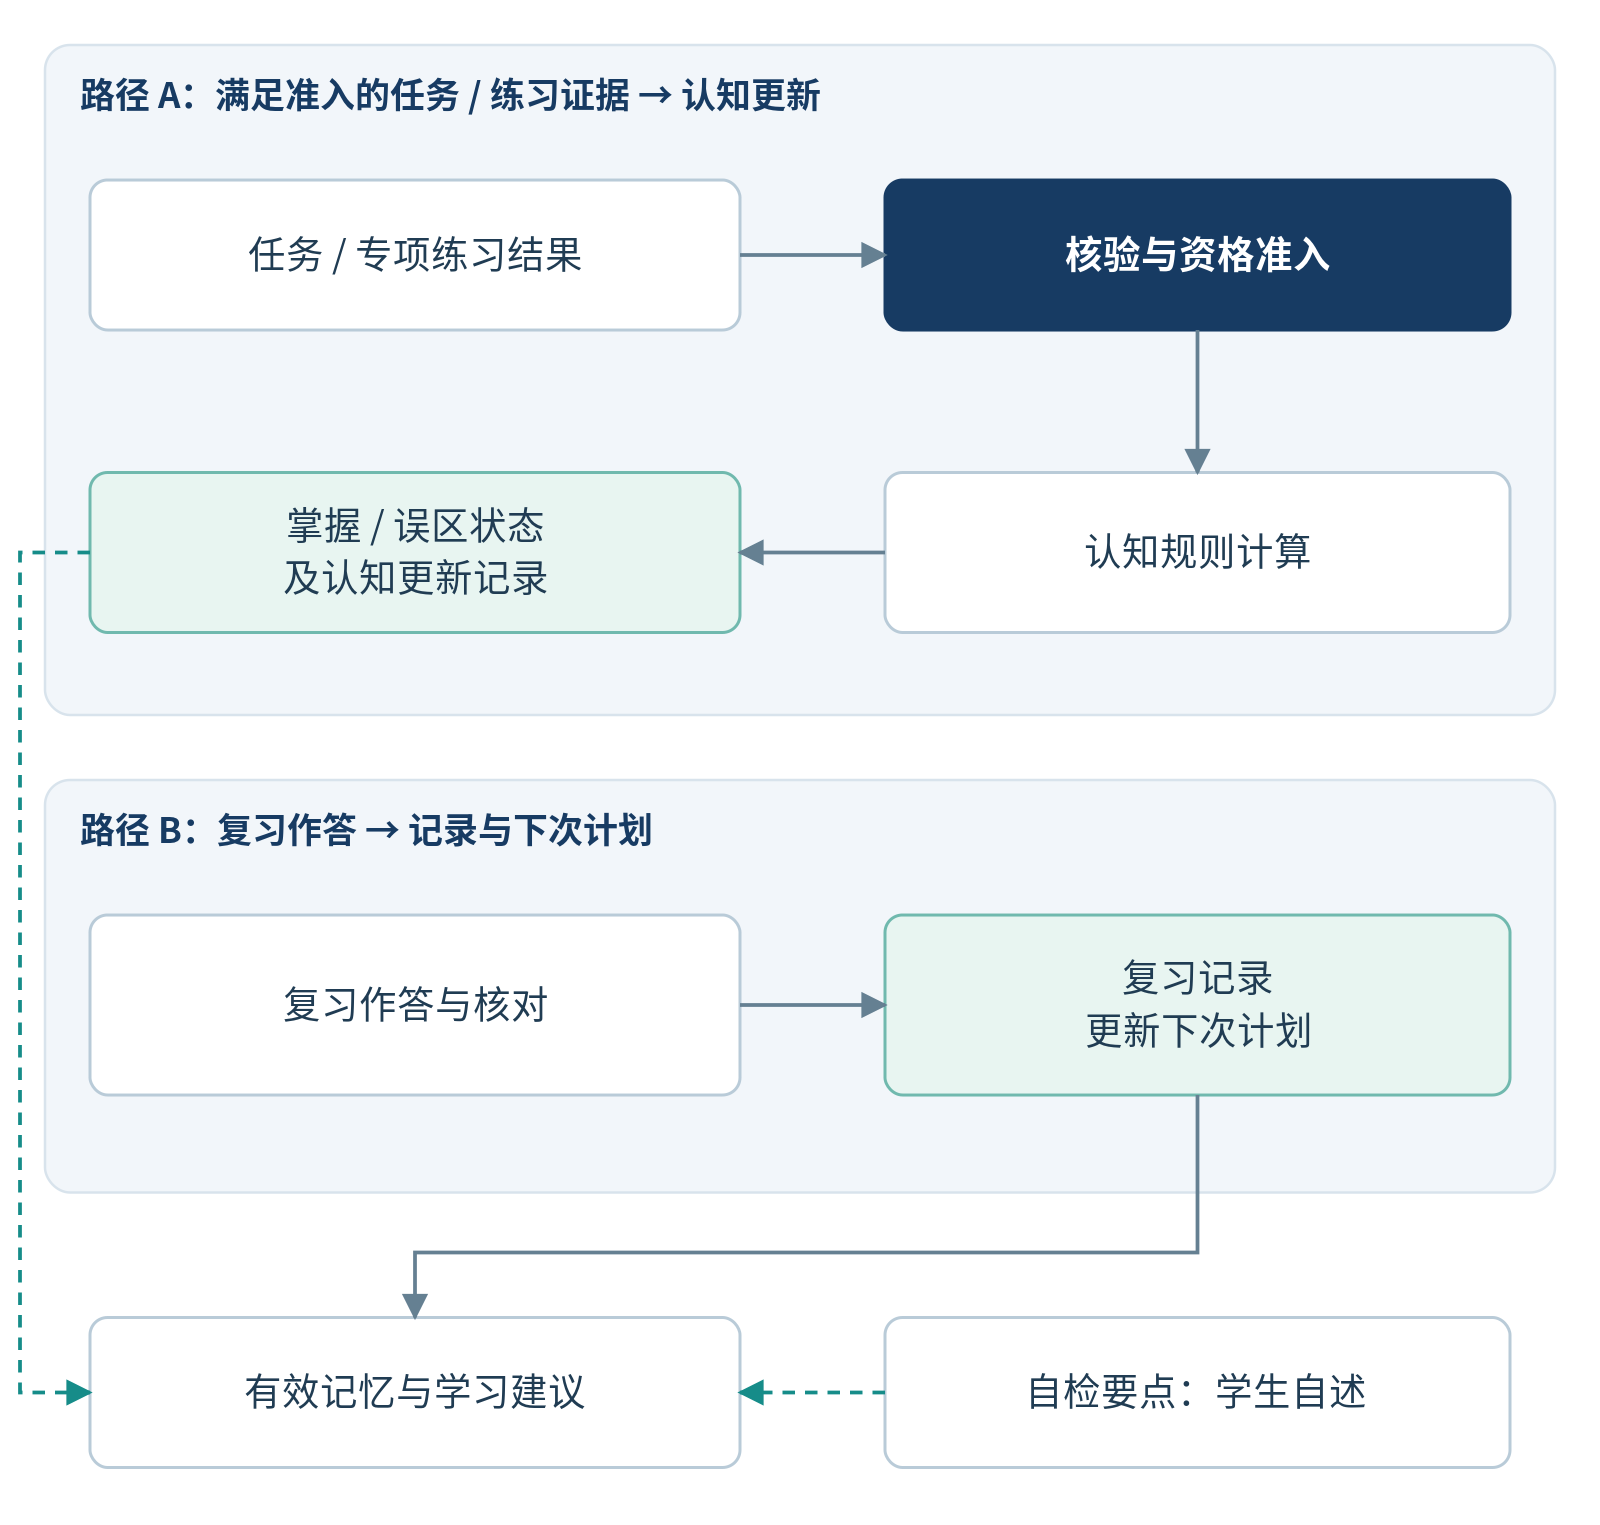 路径 A：满足准入的任务 / 练习证据 → 认知更新
任务 / 专项练习结果
核验与资格准入
掌握 / 误区状态
及认知更新记录
认知规则计算
路径 B：复习作答 → 记录与下次计划
复习作答与核对
复习记录
更新下次计划
有效记忆与学习建议
自检要点：学生自述